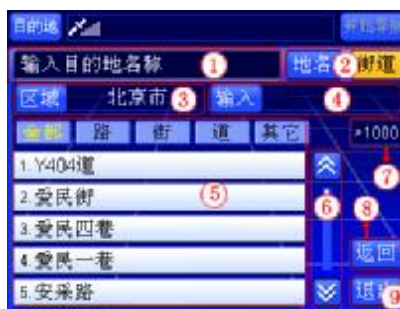 目的地
输入目的地名称 ① 地名 ② 街道
区域 北京市 ③ 输入 ④
全部 路 街 道 其它 >1000
1.Y404道
2.爱民街 ⑤ ⑥ ⑦
3.爱民四巷 ⑧
4.爱民一巷 返回
5.安采路 ⑨